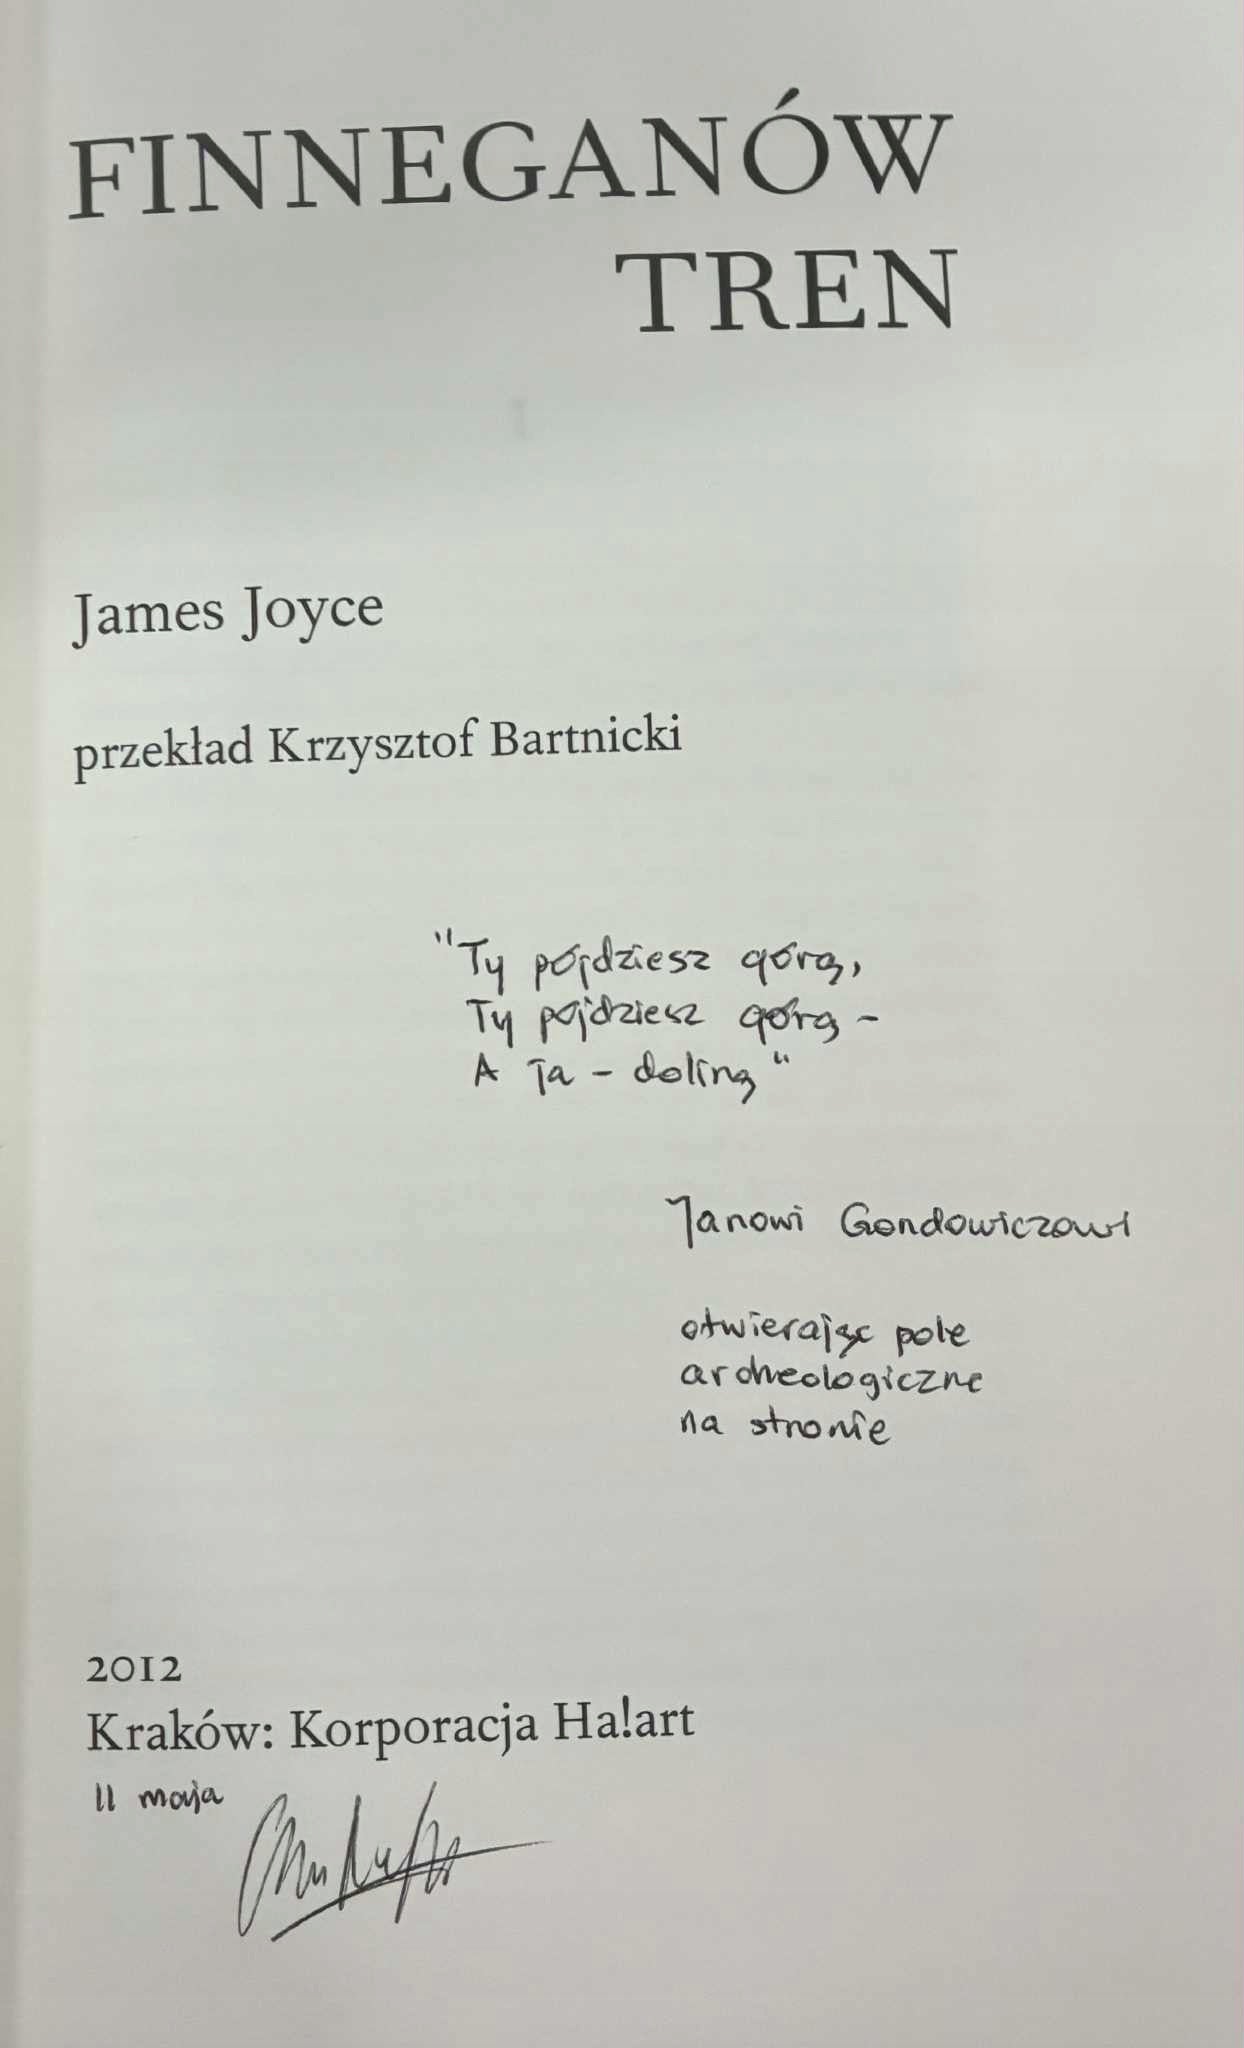 FINNEGANÓW
TREN
James Joyce
przekład Krzysztof Bartnicki
"Ty pójdziesz górą,
Ty pójdziesz górą –
A ja – doliną"
Janowi Gondowiczowi
otwierając pole
archeologiczne
na stronie
2012
Kraków: Korporacja Ha!art
11 maja